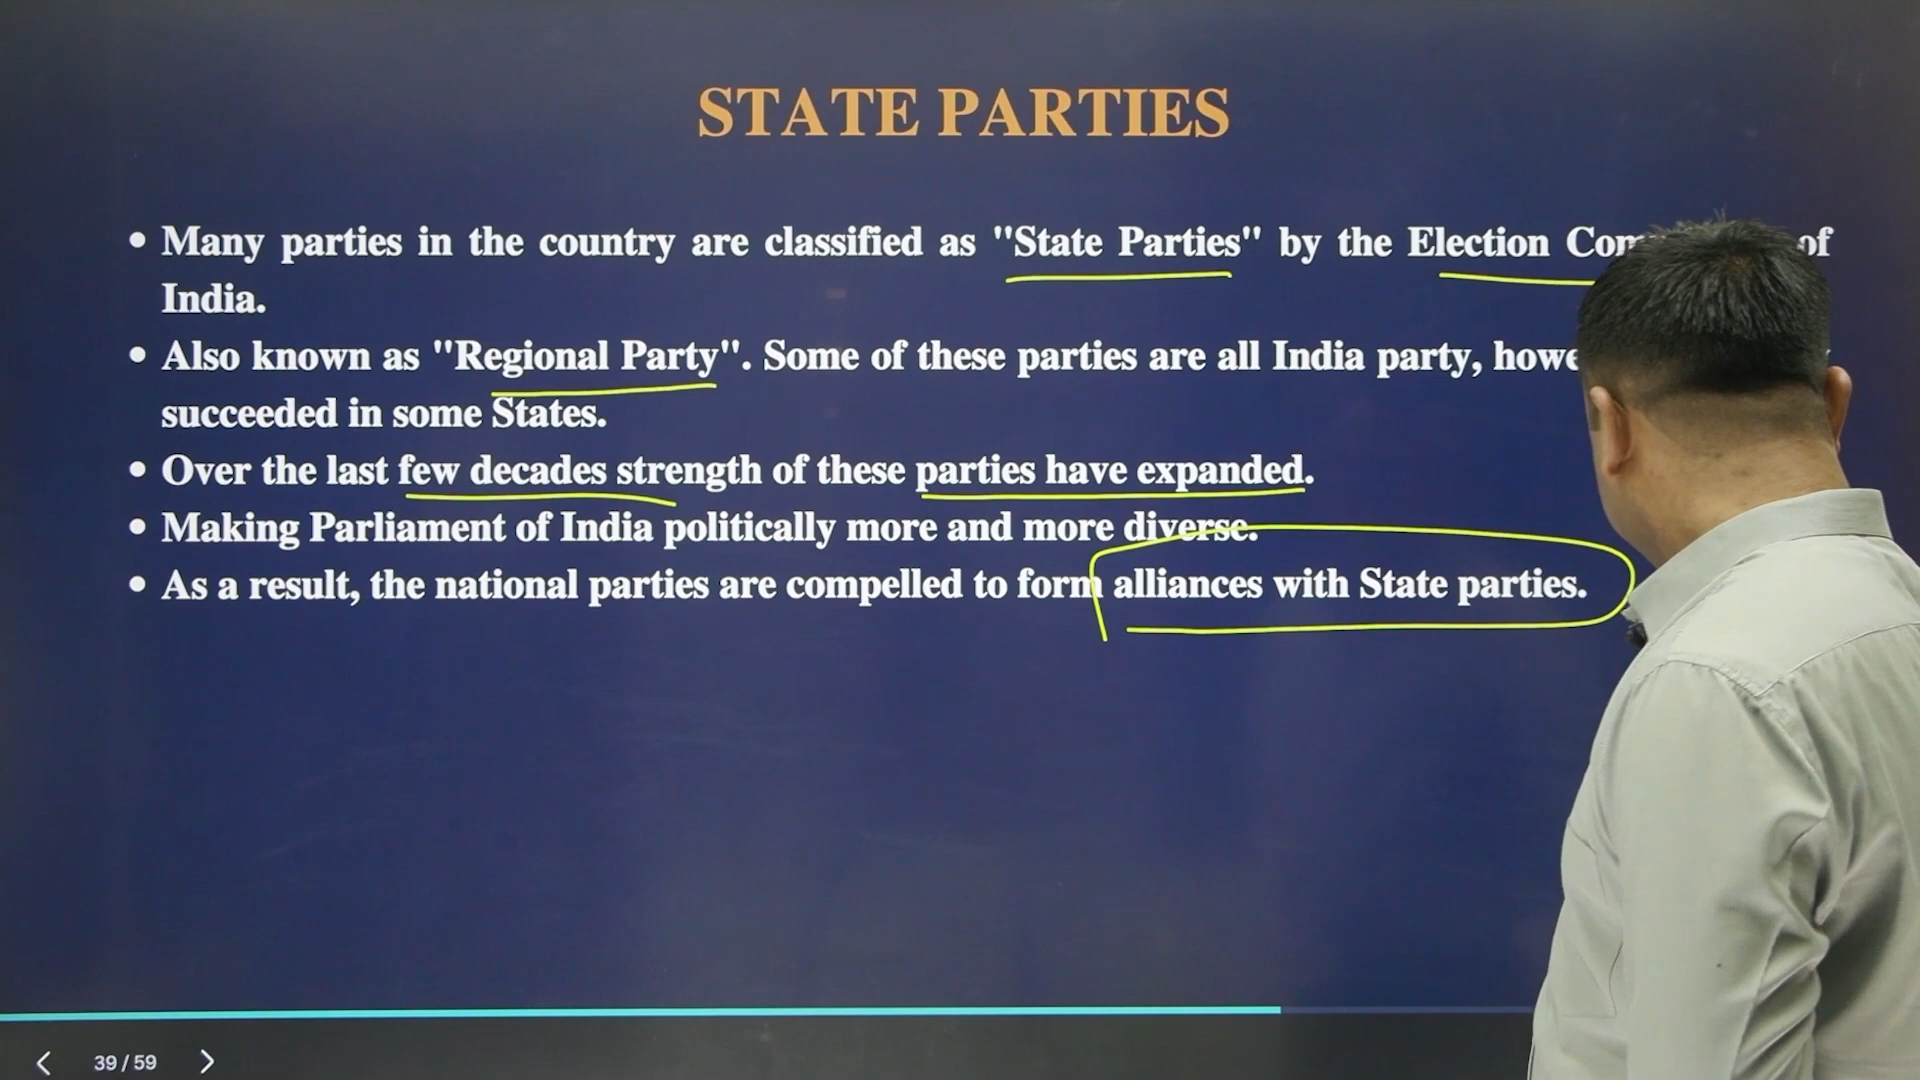 STATE PARTIES
• Many parties in the country are classified as "State Parties" by the Election of
India.
• Also known as "Regional Party". Some of these parties are all India party,
succeeded in some States.
• Over the last few decades strength of these parties have expanded.
• Making Parliament of India politically more and more diverse.
• As a result, the national parties are compelled to form alliances with State parties.
39 / 59